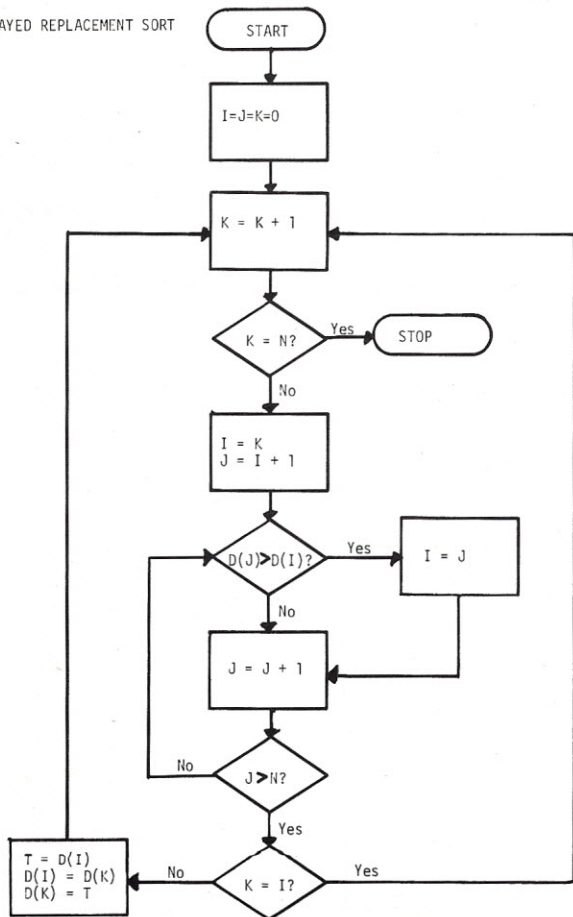 AYED REPLACEMENT SORT
START
I=J=K=0
K = K + 1
K = N?
Yes
STOP
No
I = K
J = I + 1
D(J)>D(I)?
Yes
I = J
No
J = J + 1
No
J>N?
Yes
T = D(I)
D(I) = D(K)
D(K) = T
No
K = I?
Yes